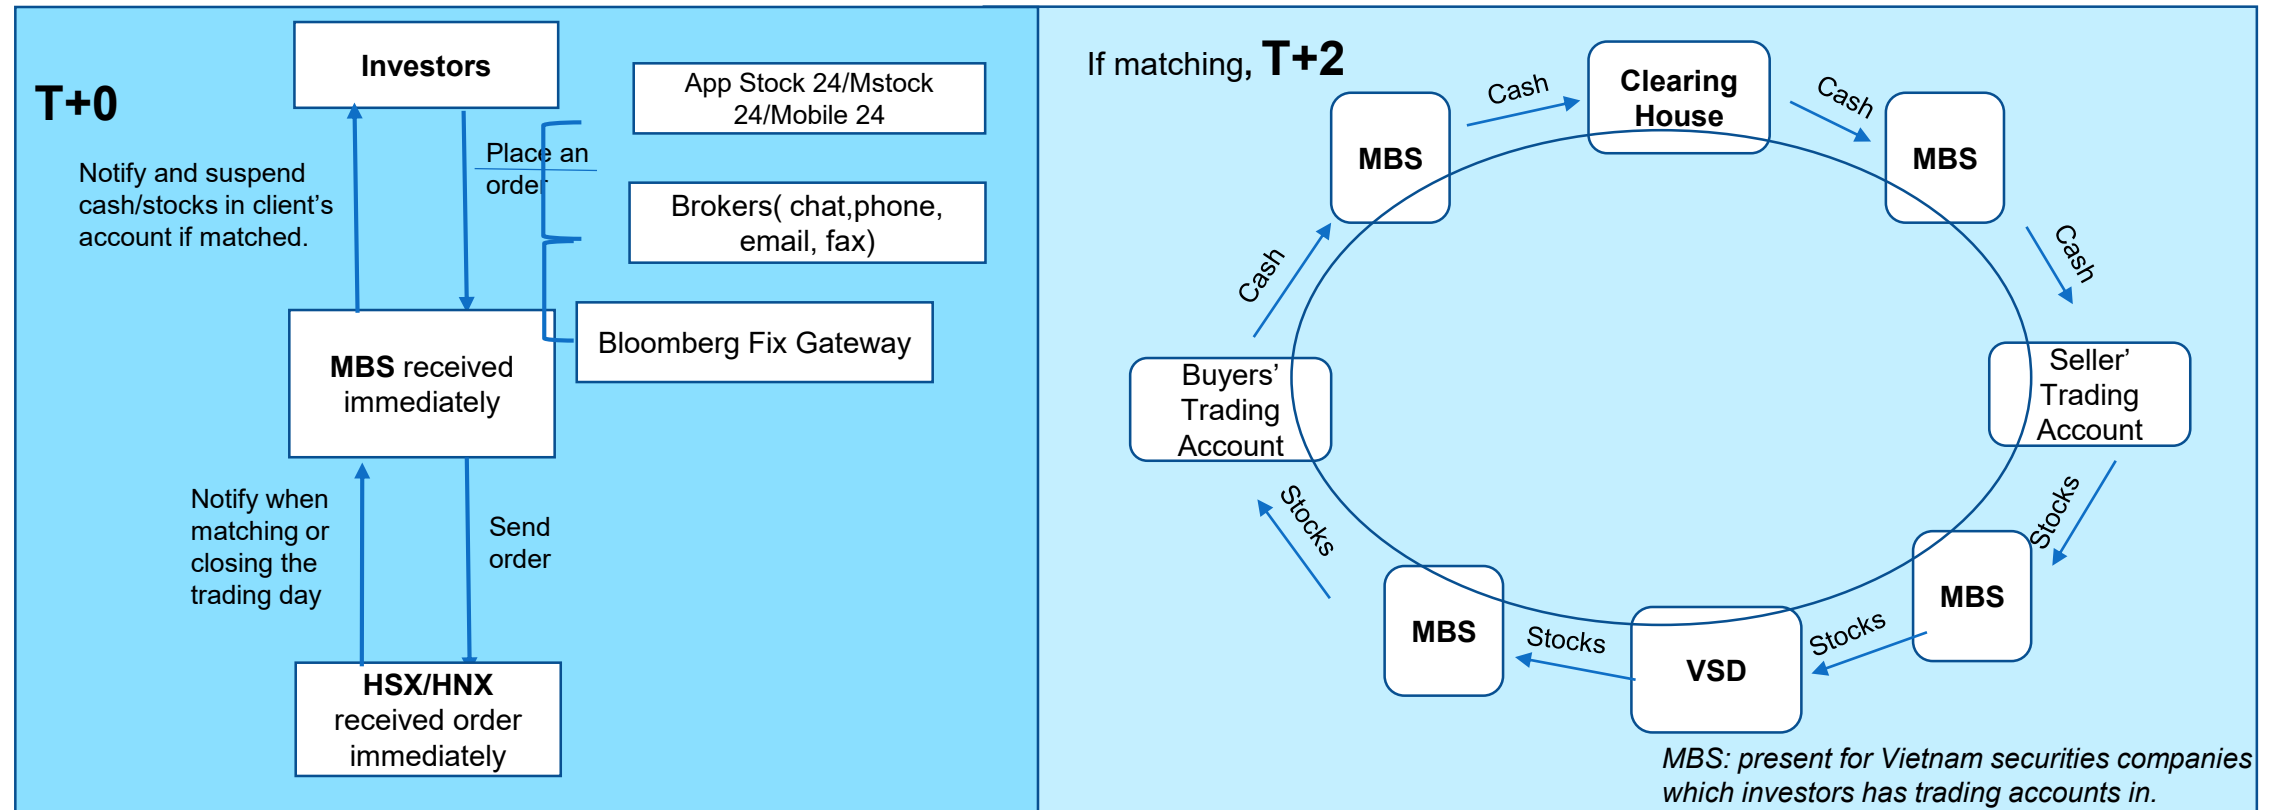 T+0
Investors
App Stock 24/Mstock
24/Mobile 24
Place an
order
Notify and suspend
cash/stocks in client’s
account if matched.
Brokers( chat,phone,
email, fax)
Bloomberg Fix Gateway
MBS received
immediately
Notify when
matching or
closing the
trading day
Send
order
HSX/HNX
received order
immediately
If matching, T+2
Clearing
House
Cash
Cash
MBS
MBS
Cash
Cash
Buyers’
Trading
Account
Seller’
Trading
Account
Stocks
Stocks
MBS
MBS
Stocks
Stocks
VSD
MBS: present for Vietnam securities companies
which investors has trading accounts in.